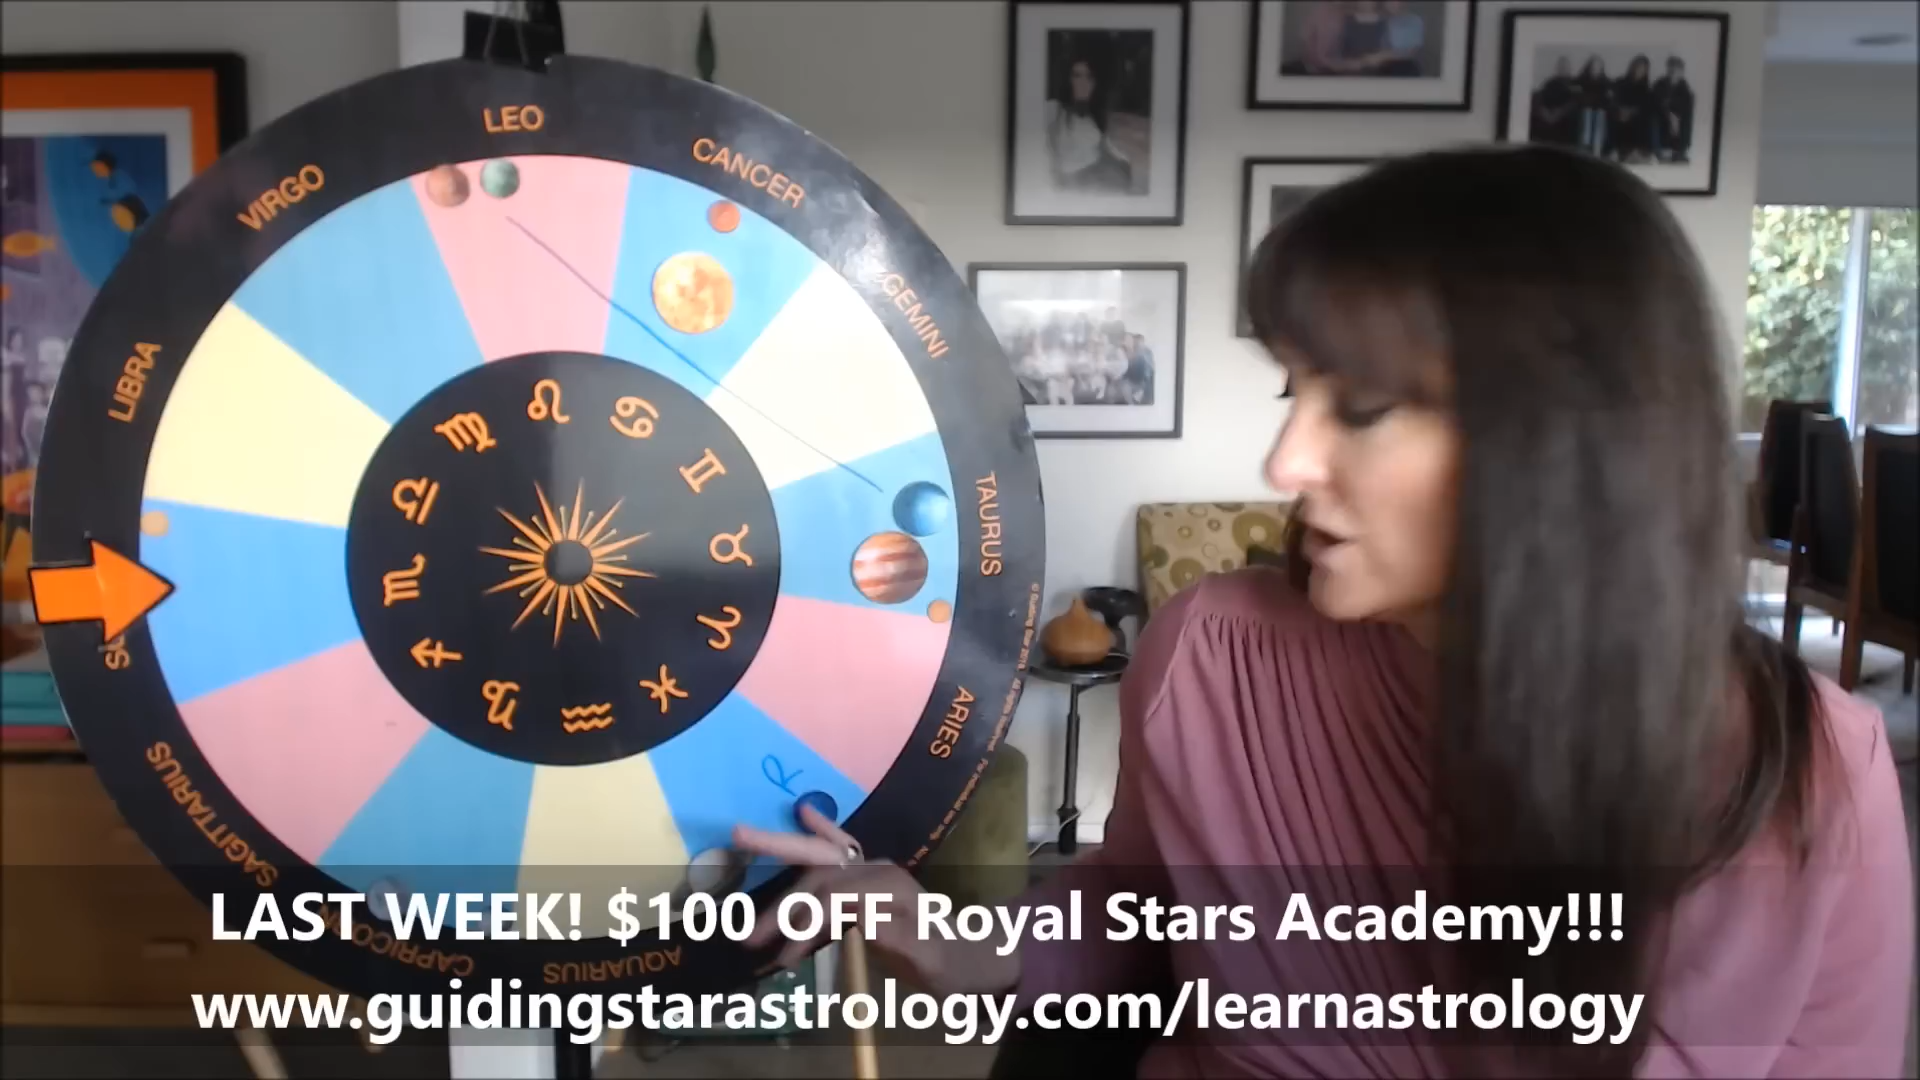 LEO
CANCER
VIRGO
GEMINI
LIBRA
TAURUS
ARIES
SAGITTARIUS
AQUARIUS
R
LAST WEEK! $100 OFF Royal Stars Academy!!!
www.guidingstarastrology.com/learnastrology